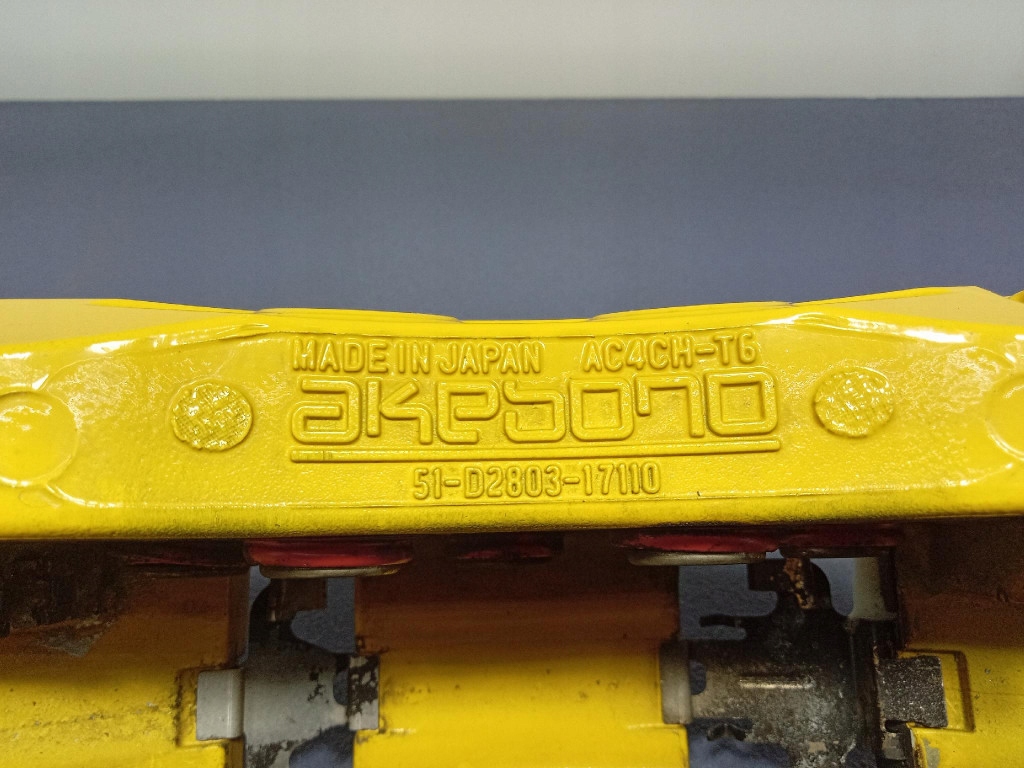 MADE IN JAPAN AC4CH-T6
akebono
51-D2803-17110